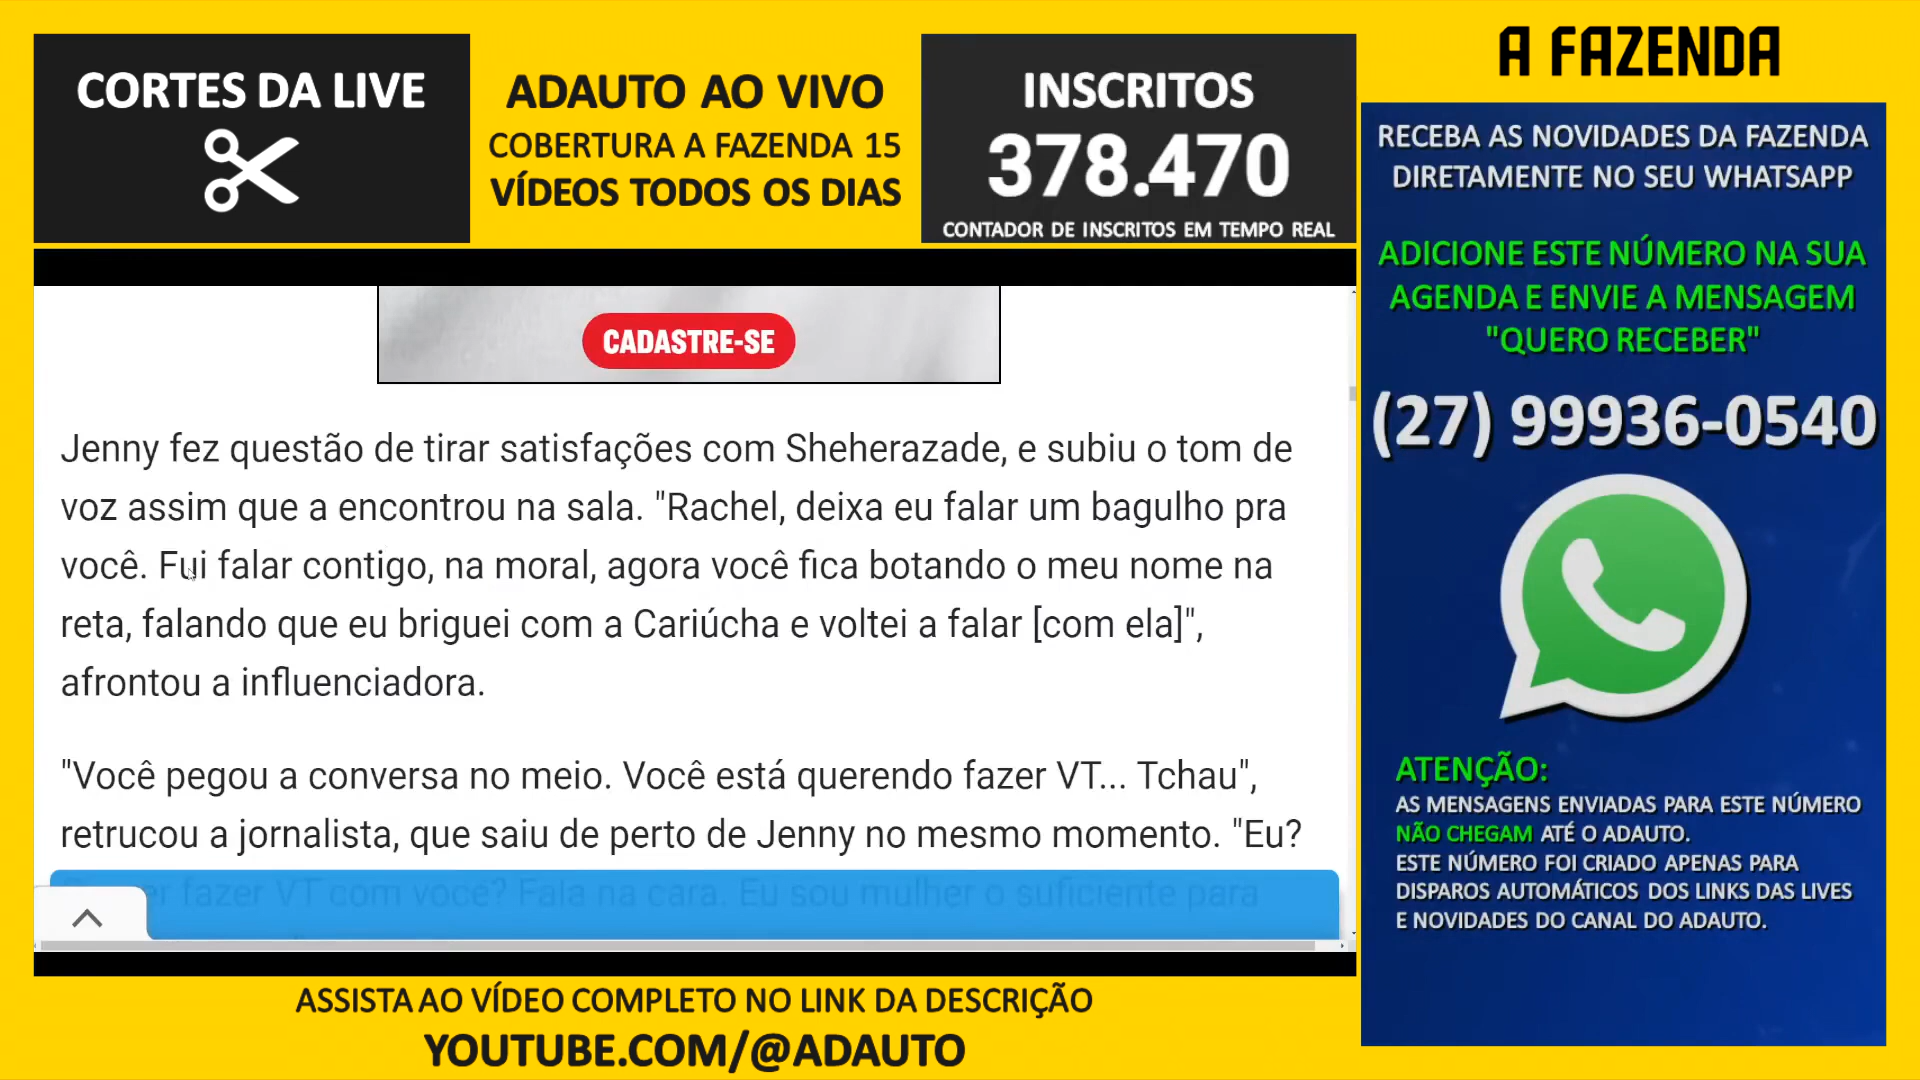 CORTES DA LIVE
ADAUTO AO VIVO
COBERTURA A FAZENDA 15
VÍDEOS TODOS OS DIAS
INSCRITOS
378.470
CONTADOR DE INSCRITOS EM TEMPO REAL
A FAZENDA
RECEBA AS NOVIDADES DA FAZENDA
DIRETAMENTE NO SEU WHATSAPP
ADICIONE ESTE NÚMERO NA SUA
AGENDA E ENVIE A MENSAGEM
"QUERO RECEBER"
(27) 99936-0540
ATENÇÃO:
AS MENSAGENS ENVIADAS PARA ESTE NÚMERO
NÃO CHEGAM ATÉ O ADAUTO.
ESTE NÚMERO FOI CRIADO APENAS PARA
DISPAROS AUTOMÁTICOS DOS LINKS DAS LIVES
E NOVIDADES DO CANAL DO ADAUTO.
CADASTRE-SE
Jenny fez questão de tirar satisfações com Sheherazade, e subiu o tom de
voz assim que a encontrou na sala. "Rachel, deixa eu falar um bagulho pra
você. Fui falar contigo, na moral, agora você fica botando o meu nome na
reta, falando que eu briguei com a Cariúcha e voltei a falar [com ela]",
afrontou a influenciadora.
"Você pegou a conversa no meio. Você está querendo fazer VT... Tchau",
retrucou a jornalista, que saiu de perto de Jenny no mesmo momento. "Eu?
fazer VT com você? Fala na cara. Eu sou mulher o suficiente para
ASSISTA AO VÍDEO COMPLETO NO LINK DA DESCRIÇÃO
YOUTUBE.COM/@ADAUTO